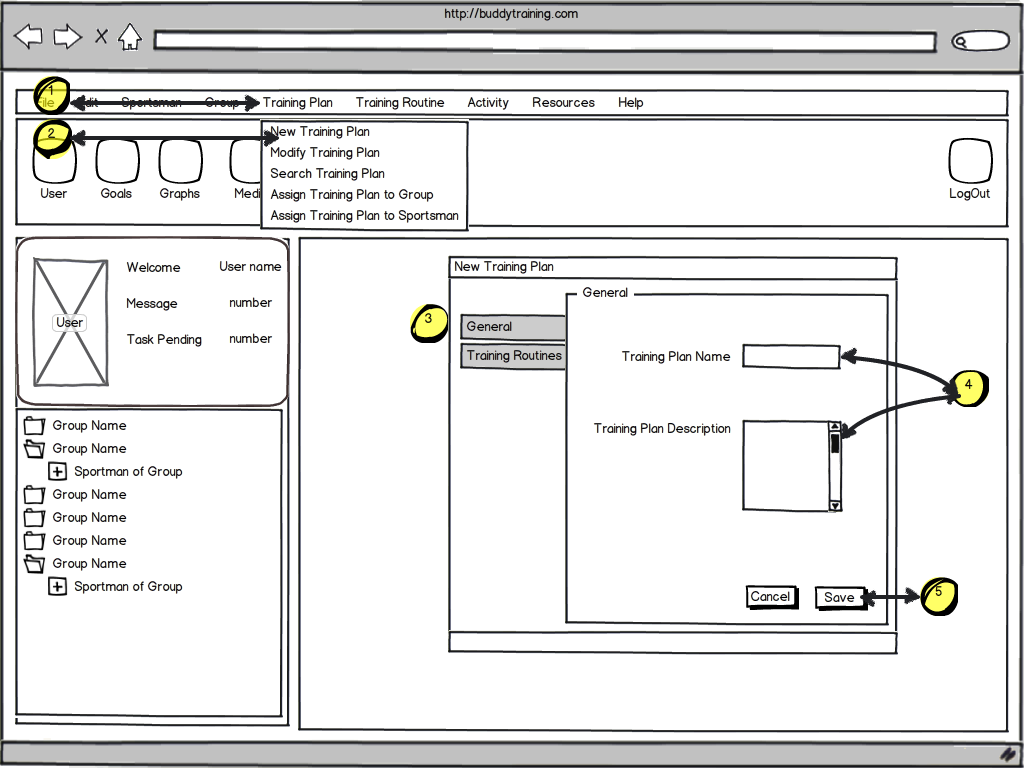 http://buddytraining.com
1
File Edit Sportsman Group Training Plan Training Routine Activity Resources Help
2
New Training Plan
Modify Training Plan
Search Training Plan
Assign Training Plan to Group
Assign Training Plan to Sportsman
User Goals Graphs Medi LogOut
Welcome User name
Message number
User
Task Pending number
Group Name
Group Name
Sportman of Group
Group Name
Group Name
Group Name
Group Name
Sportman of Group
New Training Plan
General
3
General
Training Routines
Training Plan Name
4
Training Plan Description
Cancel Save
5